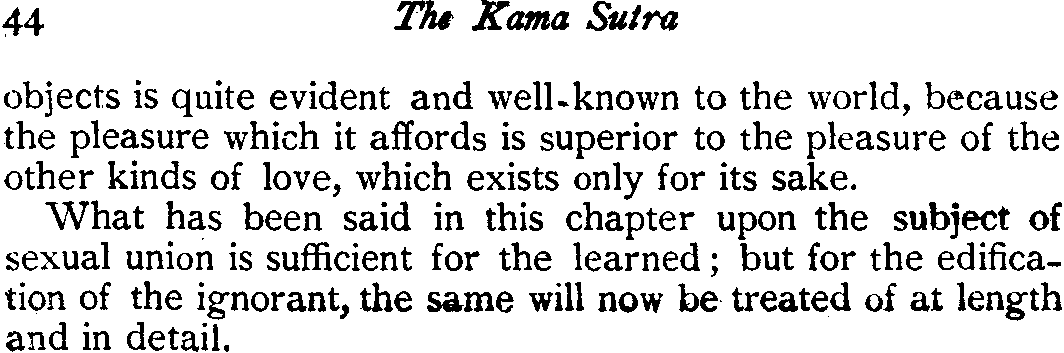 44 The Kama Sutra
objects is quite evident and well-known to the world, because
the pleasure which it affords is superior to the pleasure of the
other kinds of love, which exists only for its sake.
What has been said in this chapter upon the subject of
sexual union is sufficient for the learned; but for the edifica-
tion of the ignorant, the same will now be treated of at length
and in detail.